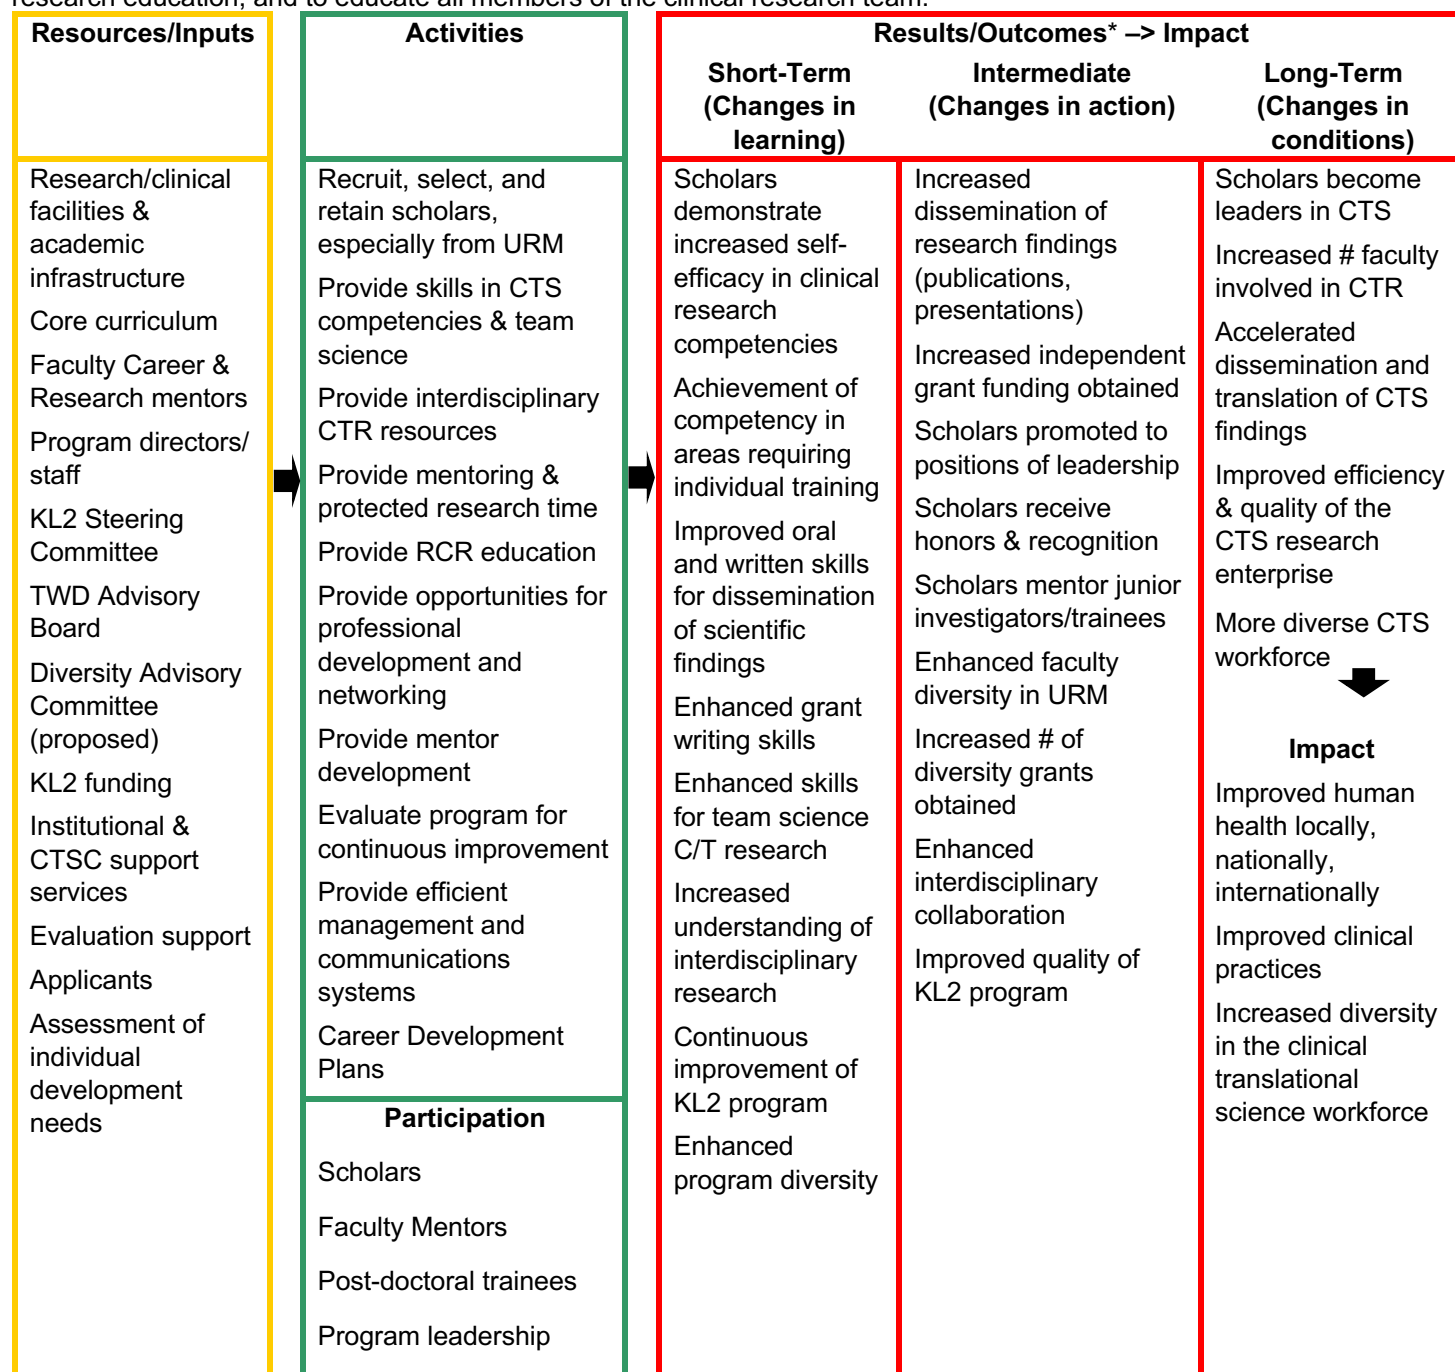 research education, and to educate all members of the clinical research team.
Resources/Inputs
Research/clinical
facilities &
academic
infrastructure
Core curriculum
Faculty Career &
Research mentors
Program directors/
staff
KL2 Steering
Committee
TWD Advisory
Board
Diversity Advisory
Committee
(proposed)
KL2 funding
Institutional &
CTSC support
services
Evaluation support
Applicants
Assessment of
individual
development
needs
Activities
Recruit, select, and
retain scholars,
especially from URM
Provide skills in CTS
competencies & team
science
Provide interdisciplinary
CTR resources
Provide mentoring &
protected research time
Provide RCR education
Provide opportunities for
professional
development and
networking
Provide mentor
development
Evaluate program for
continuous improvement
Provide efficient
management and
communications
systems
Career Development
Plans
Participation
Scholars
Faculty Mentors
Post-doctoral trainees
Program leadership
Results/Outcomes* –> Impact
Short-Term
(Changes in
learning)
Scholars
demonstrate
increased self-
efficacy in clinical
research
competencies
Achievement of
competency in
areas requiring
individual training
Improved oral
and written skills
for dissemination
of scientific
findings
Enhanced grant
writing skills
Enhanced skills
for team science
C/T research
Increased
understanding of
interdisciplinary
research
Continuous
improvement of
KL2 program
Enhanced
program diversity
Intermediate
(Changes in action)
Increased
dissemination of
research findings
(publications,
presentations)
Increased independent
grant funding obtained
Scholars promoted to
positions of leadership
Scholars receive
honors & recognition
Scholars mentor junior
investigators/trainees
Enhanced faculty
diversity in URM
Increased # of
diversity grants
obtained
Enhanced
interdisciplinary
collaboration
Improved quality of
KL2 program
Long-Term
(Changes in
conditions)
Scholars become
leaders in CTS
Increased # faculty
involved in CTR
Accelerated
dissemination and
translation of CTS
findings
Improved efficiency
& quality of the
CTS research
enterprise
More diverse CTS
workforce
Impact
Improved human
health locally,
nationally,
internationally
Improved clinical
practices
Increased diversity
in the clinical
translational
science workforce